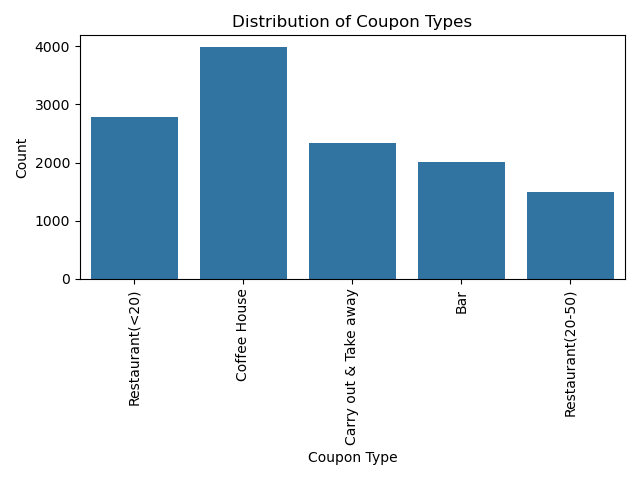 Distribution of Coupon Types
Count
4000
3000
2000
1000
0
Restaurant(<20)
Coffee House
Carry out & Take away
Bar
Restaurant(20-50)
Coupon Type